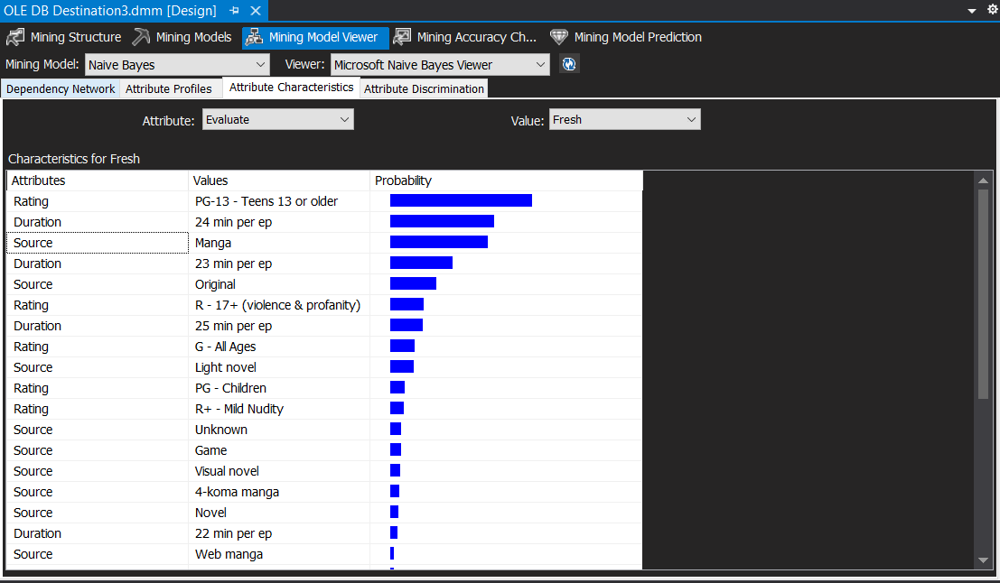 OLE DB Destination3.dmm [Design]
Mining Structure Mining Models Mining Model Viewer Mining Accuracy Ch... Mining Model Prediction
Mining Model: Naive Bayes Viewer: Microsoft Naive Bayes Viewer
Dependency Network Attribute Profiles Attribute Characteristics Attribute Discrimination
Attribute: Evaluate Value: Fresh
Characteristics for Fresh
Attributes Values Probability
Rating PG-13 - Teens 13 or older
Duration 24 min per ep
Source Manga
Duration 23 min per ep
Source Original
Rating R - 17+ (violence & profanity)
Duration 25 min per ep
Rating G - All Ages
Source Light novel
Rating PG - Children
Rating R+ - Mild Nudity
Source Unknown
Source Game
Source Visual novel
Source 4-koma manga
Source Novel
Duration 22 min per ep
Source Web manga